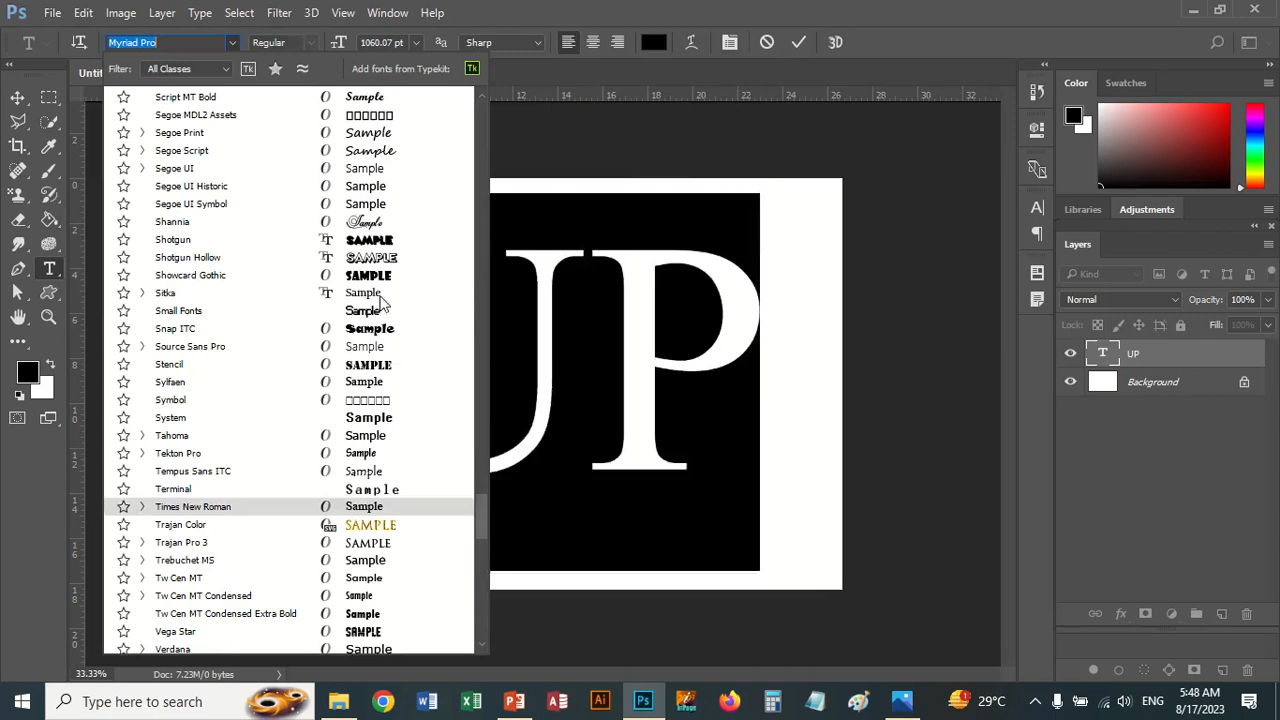 Ps File Edit Image Layer Type Select Filter 3D View Window Help
T Myriad Pro Regular 1060.07 pt Sharp 3D
Filter: All Classes Tk Add fonts from Typekit: Tk
Unti
12 14 16 18 20 22 24 26 28 30 32
Script MT Bold Sample
Segoe MDL2 Assets
Segoe Print Sample
Segoe Script Sample
Segoe UI Sample
Segoe UI Historic Sample
Segoe UI Symbol Sample
Shannia Sample
Shotgun SAMPLE
Shotgun Hollow SAMPLE
Showcard Gothic SAMPLE
Sitka Sample
Small Fonts Sample
Snap ITC Sample
Source Sans Pro Sample
Stencil SAMPLE
Sylfaen Sample
Symbol
System Sample
Tahoma Sample
Tekton Pro Sample
Tempus Sans ITC Sample
Terminal Sample
Times New Roman Sample
Trajan Color SVG SAMPLE
Trajan Pro 3 SAMPLE
Trebuchet MS Sample
Tw Cen MT Sample
Tw Cen MT Condensed Sample
Tw Cen MT Condensed Extra Bold Sample
Vega Star SAMPLE
Verdana Sample
UP
Color Swatches
Libraries Adjustments
Layers
Kind
Normal Opacity: 100%
Lock: Fill: 100%
T UP
Background
33.33% Doc: 7.23M/0 bytes
Type here to search
1 29°C ENG 5:48 AM
8/17/2023